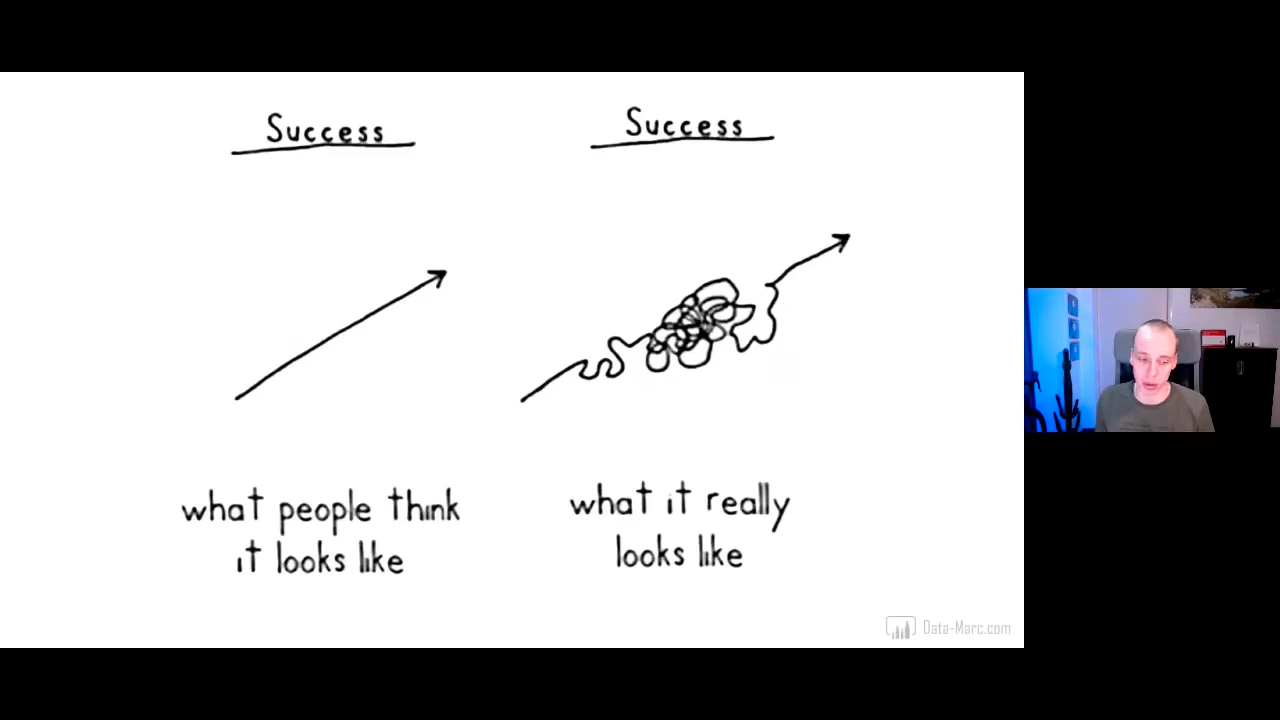 Success
what people think
it looks like
Success
what it really
looks like
Data-Marc.com